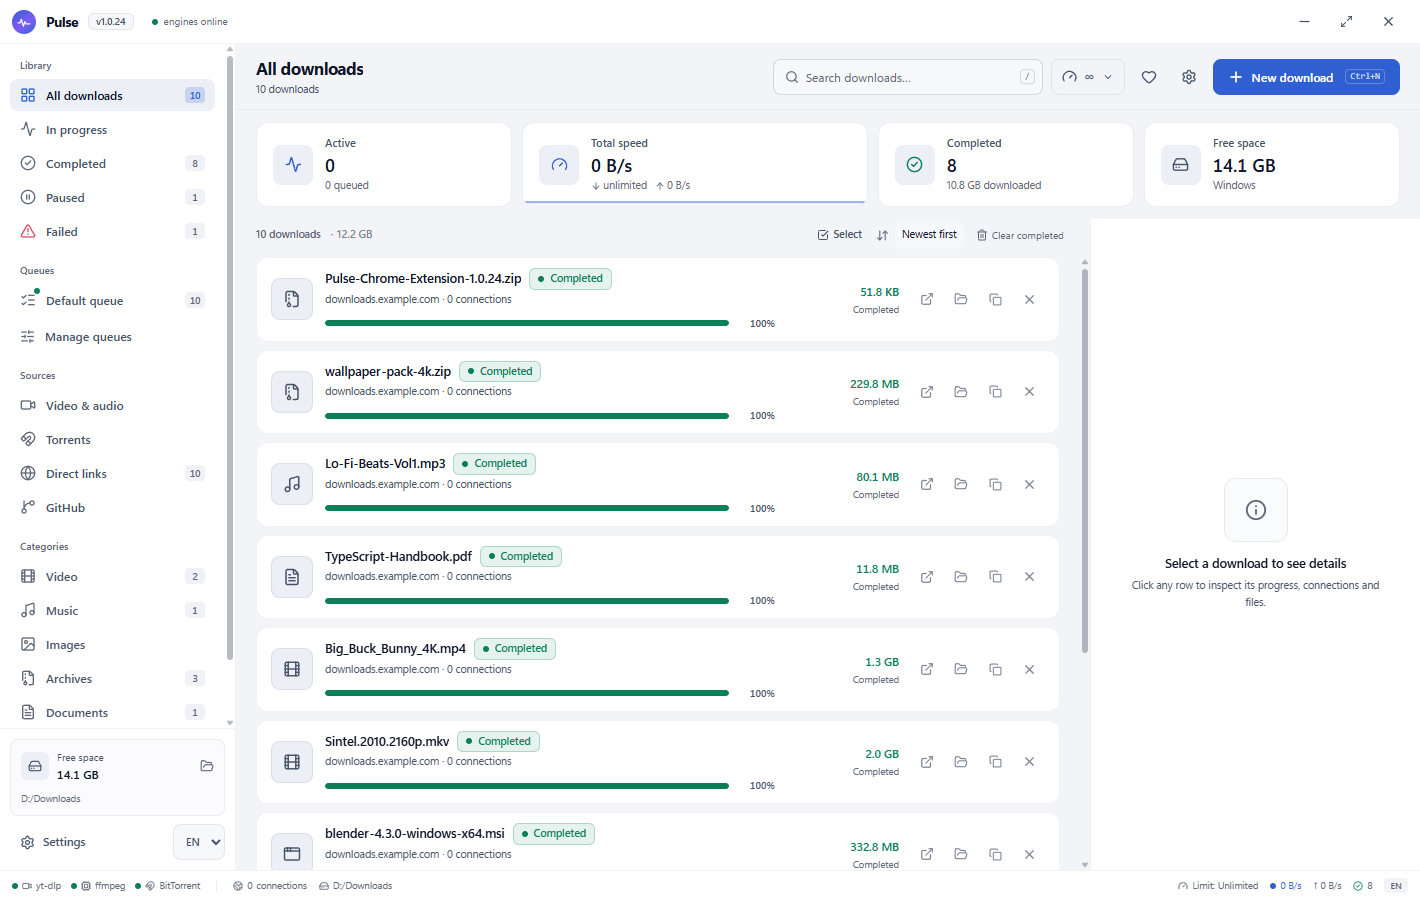 Pulse v1.0.24 engines online
Library
All downloads 10
In progress
Completed 8
Paused 1
Failed 1
Queues
Default queue 10
Manage queues
Sources
Video & audio
Torrents
Direct links 10
GitHub
Categories
Video 2
Music 1
Images
Archives 3
Documents 1
Free space
14.1 GB
D:/Downloads
Settings EN
All downloads
10 downloads
Search downloads... /
∞
New download Ctrl+N
Active
0
0 queued
Total speed
0 B/s
↓ unlimited ↑ 0 B/s
Completed
8
10.8 GB downloaded
Free space
14.1 GB
Windows
10 downloads · 12.2 GB
Select Newest first Clear completed
Pulse-Chrome-Extension-1.0.24.zip Completed
downloads.example.com · 0 connections
100%
51.8 KB
Completed
wallpaper-pack-4k.zip Completed
downloads.example.com · 0 connections
100%
229.8 MB
Completed
Lo-Fi-Beats-Vol1.mp3 Completed
downloads.example.com · 0 connections
100%
80.1 MB
Completed
TypeScript-Handbook.pdf Completed
downloads.example.com · 0 connections
100%
11.8 MB
Completed
Big_Buck_Bunny_4K.mp4 Completed
downloads.example.com · 0 connections
100%
1.3 GB
Completed
Sintel.2010.2160p.mkv Completed
downloads.example.com · 0 connections
100%
2.0 GB
Completed
blender-4.3.0-windows-x64.msi Completed
downloads.example.com · 0 connections
332.8 MB
Completed
Select a download to see details
Click any row to inspect its progress, connections and
files.
yt-dlp ffmpeg BitTorrent 0 connections D:/Downloads
Limit: Unlimited 0 B/s ↑ 0 B/s 8 EN